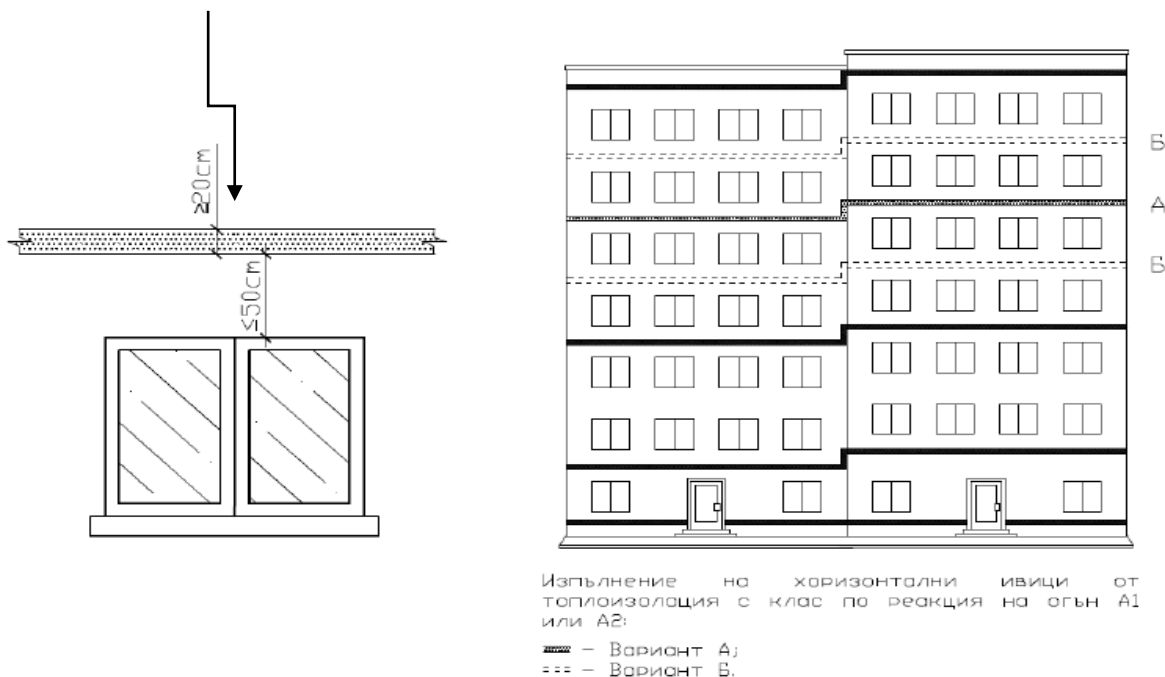 ≥20cm
≤50cm
Б
А
Б
Изпълнение на хоризонтални ивици от
топлоизолация с клас по реакция на огън А1
или А2:
– Вариант А;
– Вариант Б.